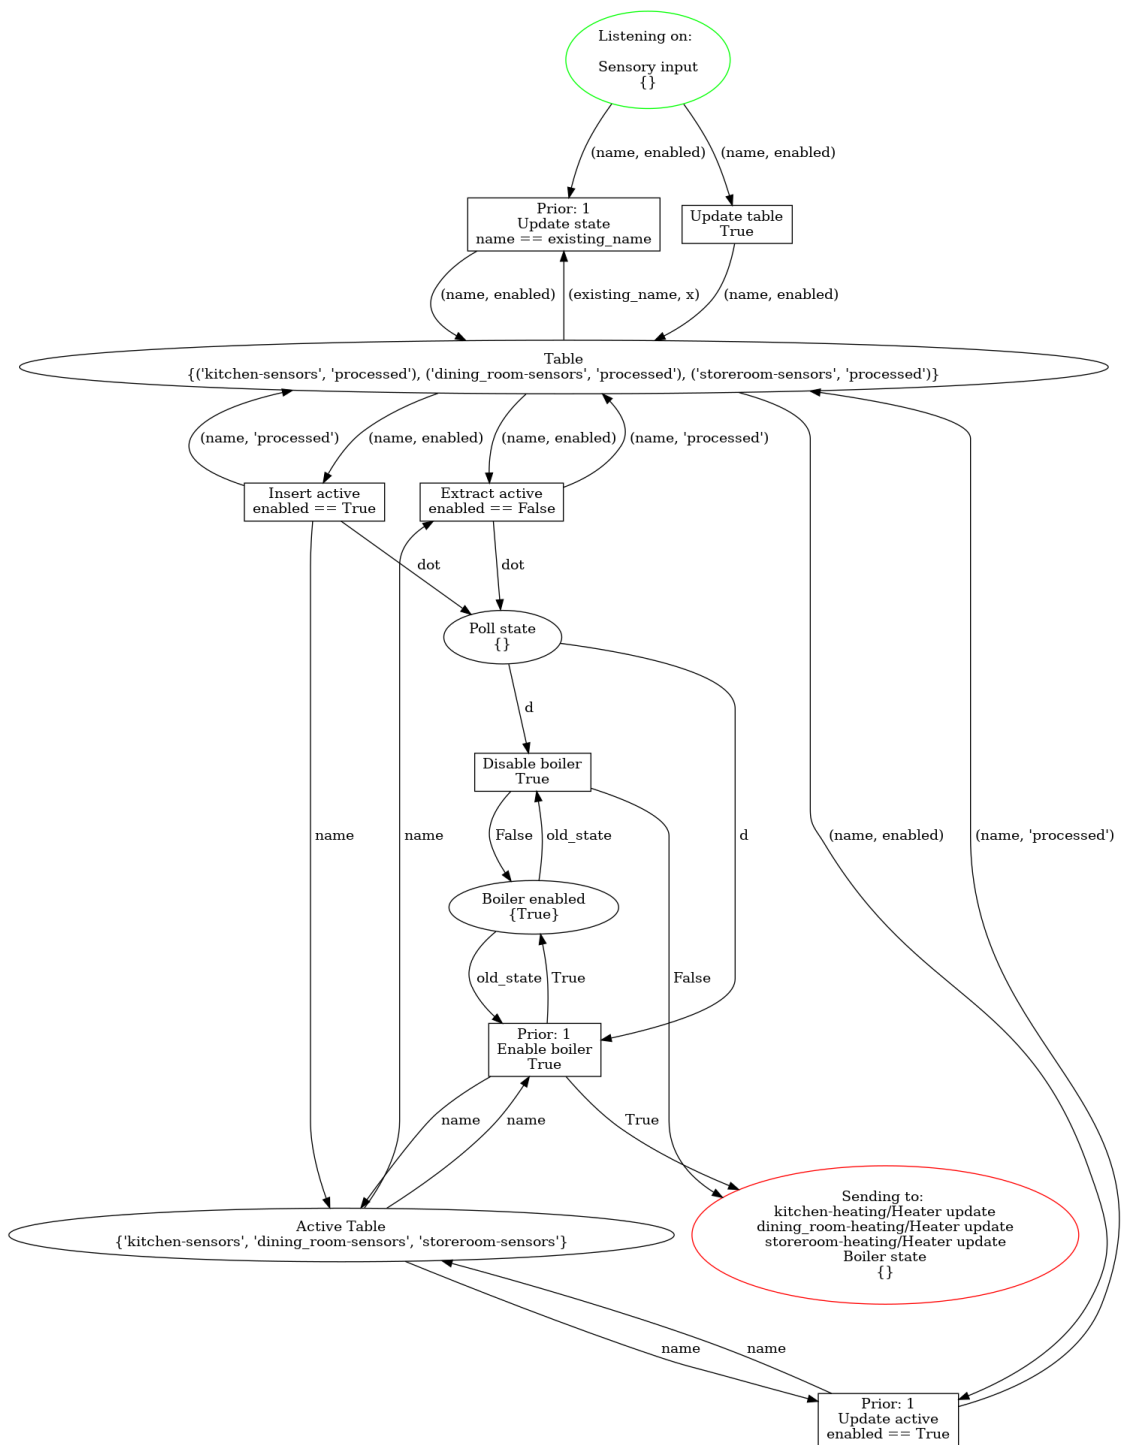 Listening on:
Sensory input
{}
(name, enabled)
(name, enabled)
Prior: 1
Update state
name == existing_name
Update table
True
(name, enabled)
(existing_name, x)
(name, enabled)
Table
{('kitchen-sensors', 'processed'), ('dining_room-sensors', 'processed'), ('storeroom-sensors', 'processed')}
(name, 'processed')
(name, enabled)
(name, enabled)
(name, 'processed')
Insert active
enabled == True
Extract active
enabled == False
dot
dot
Poll state
{}
d
Disable boiler
True
name
name
False
old_state
d
(name, enabled)
(name, 'processed')
Boiler enabled
{True}
old_state
True
False
Prior: 1
Enable boiler
True
name
name
True
Active Table
{'kitchen-sensors', 'dining_room-sensors', 'storeroom-sensors'}
Sending to:
kitchen-heating/Heater update
dining_room-heating/Heater update
storeroom-heating/Heater update
Boiler state
{}
name
name
Prior: 1
Update active
enabled == True